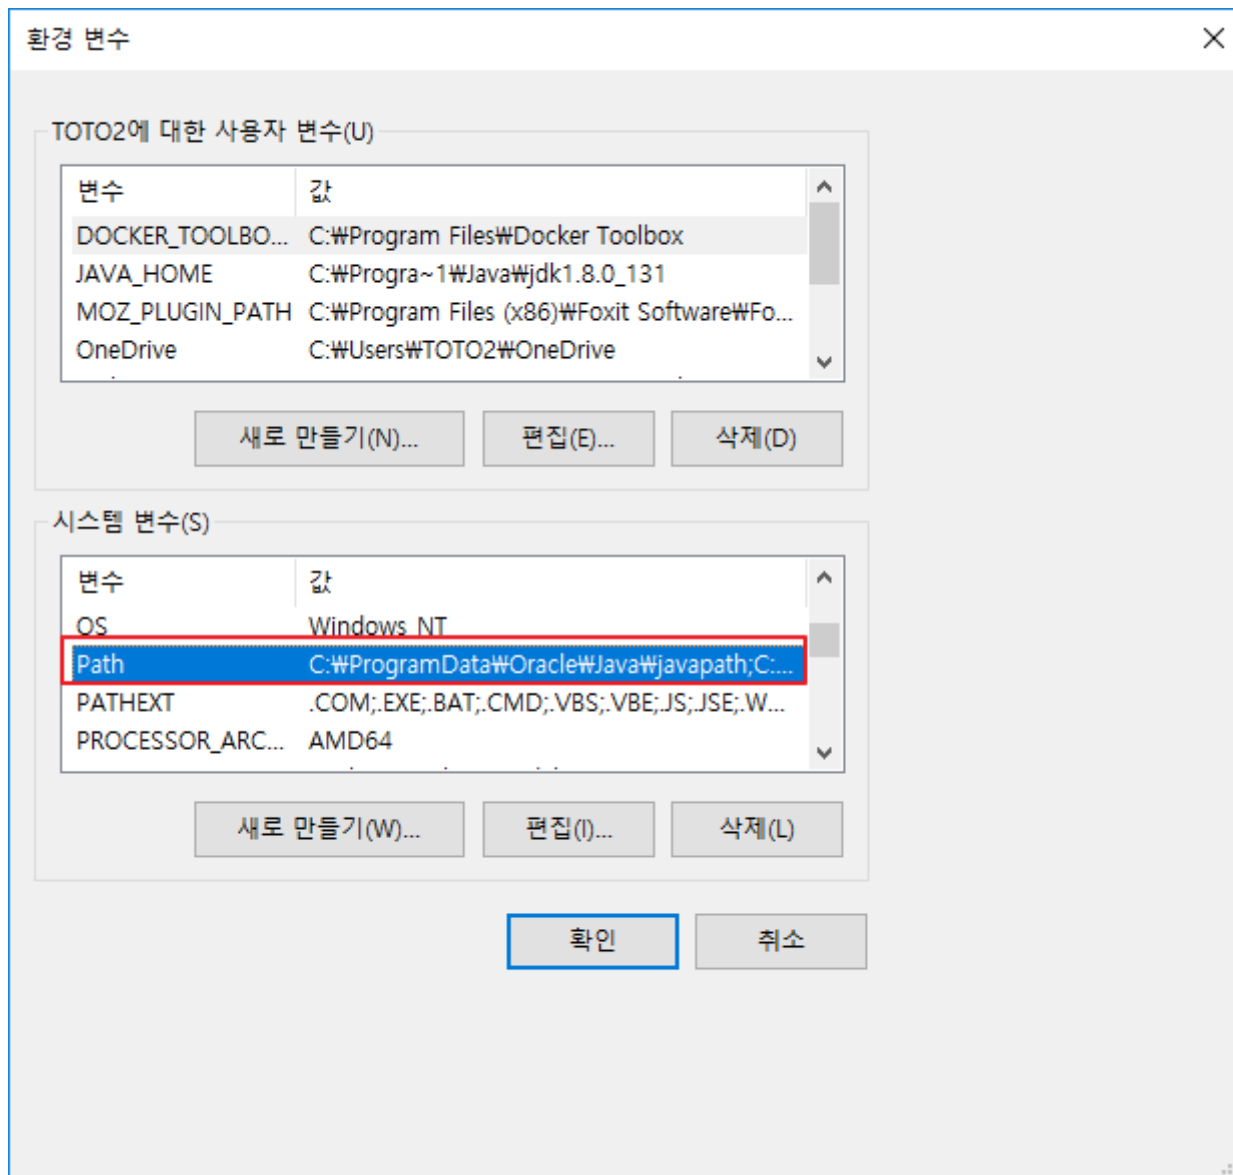 환경 변수
TOTO2에 대한 사용자 변수(U)
변수 값
DOCKER_TOOLBO... C:₩Program Files₩Docker Toolbox
JAVA_HOME C:₩Progra~1₩Java₩jdk1.8.0_131
MOZ_PLUGIN_PATH C:₩Program Files (x86)₩Foxit Software₩Fo...
OneDrive C:₩Users₩TOTO2₩OneDrive
새로 만들기(N)... 편집(E)... 삭제(D)
시스템 변수(S)
변수 값
OS Windows_NT
Path C:₩ProgramData₩Oracle₩Java₩javapath;C:...
PATHEXT .COM;.EXE;.BAT;.CMD;.VBS;.VBE;.JS;.JSE;.W...
PROCESSOR_ARC... AMD64
새로 만들기(W)... 편집(I)... 삭제(L)
확인 취소